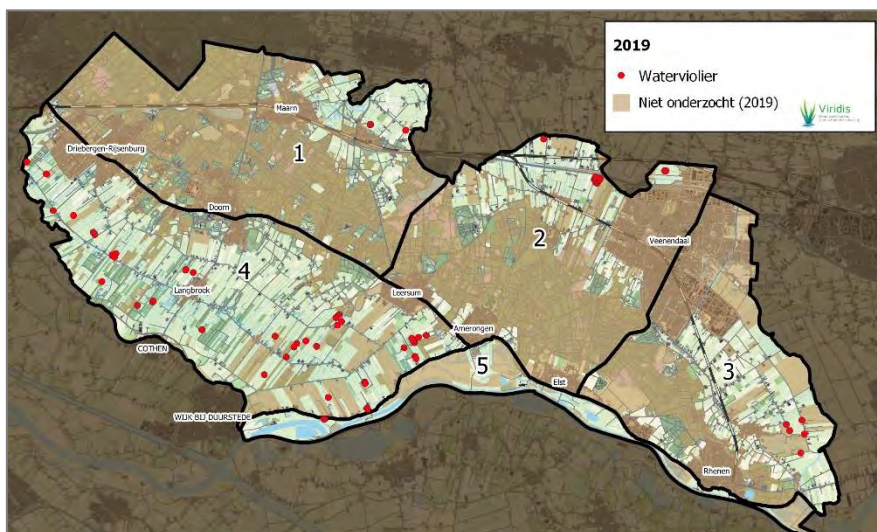 2019
Waterviolier
Niet onderzocht (2019)
Viridis
Maarn
Driebergen-Rijsenburg
1
Doorn
2
Veenendaal
4
Langbroek
Leersum
Amerongen
COTHEN
5
Elst
3
WIJK BIJ DUURSTEDE
Rhenen